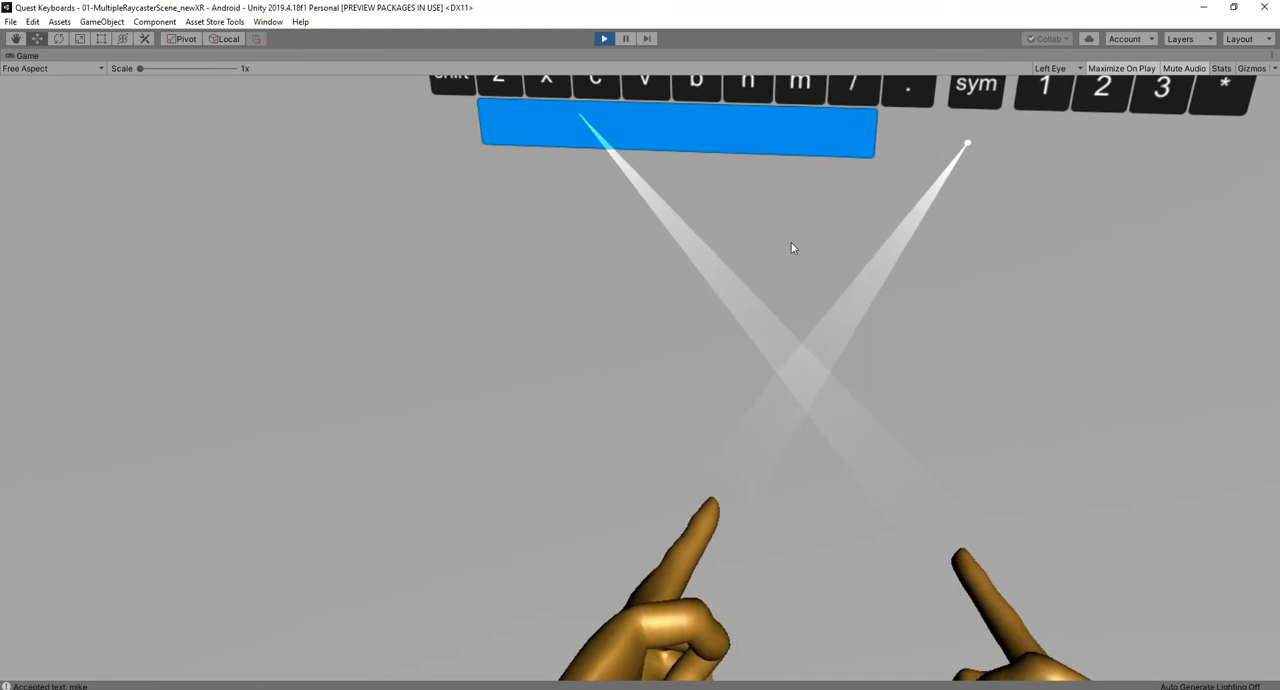 Quest Keyboards - 01-MultipleRaycasterScene_newXR - Android - Unity 2019.4.18f1 Personal [PREVIEW PACKAGES IN USE] <DX11>
File Edit Assets GameObject Component Asset Store Tools Window Help
Pivot Local Collab Account Layers Layout
Game
Free Aspect Scale 1x Left Eye Maximize On Play Mute Audio Stats Gizmos
shift z x c v b n m / . sym 1 2 3 *
Accepted text: mike Auto Generate Lighting Off